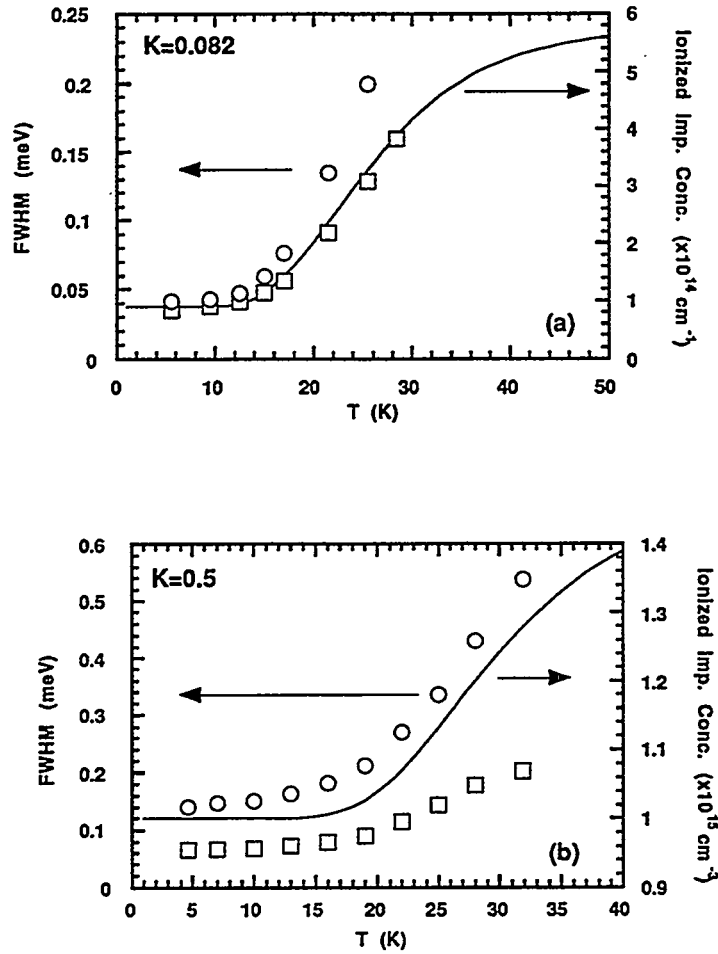 K=0.082
0.25
0.2
0.15
0.1
0.05
0
FWHM (meV)
6
5
4
3
2
1
0
Ionized Imp. Conc. (x10¹⁴ cm⁻¹)
(a)
0 10 20 30 40 50
T (K)
K=0.5
0.6
0.5
0.4
0.3
0.2
0.1
0
FWHM (meV)
1.4
1.3
1.2
1.1
1
0.9
Ionized Imp. Conc. (x10¹⁵ cm⁻³)
(b)
0 5 10 15 20 25 30 35 40
T (K)